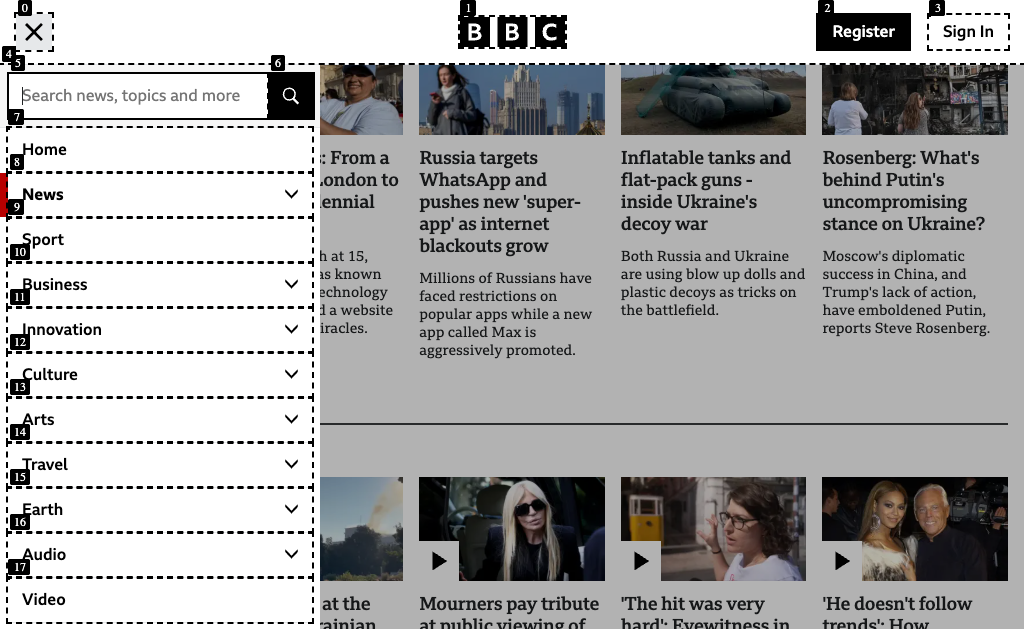 0
1
BBC
2
Register
3
Sign In
4
5
Search news, topics and more
6
7
Home
8
News
9
Sport
10
Business
11
Innovation
12
Culture
13
Arts
14
Travel
15
Earth
16
Audio
17
Video
: From a
London to
ennial
h at 15,
as known
echnology
d a website
iracles.
Russia targets
WhatsApp and
pushes new 'super-
app' as internet
blackouts grow
Millions of Russians have
faced restrictions on
popular apps while a new
app called Max is
aggressively promoted.
Inflatable tanks and
flat-pack guns -
inside Ukraine's
decoy war
Both Russia and Ukraine
are using blow up dolls and
plastic decoys as tricks on
the battlefield.
Rosenberg: What's
behind Putin's
uncompromising
stance on Ukraine?
Moscow's diplomatic
success in China, and
Trump's lack of action,
have emboldened Putin,
reports Steve Rosenberg.
at the
rainian
Mourners pay tribute
at public viewing of
'The hit was very
hard': Eyewitness in
'He doesn't follow
trends': How